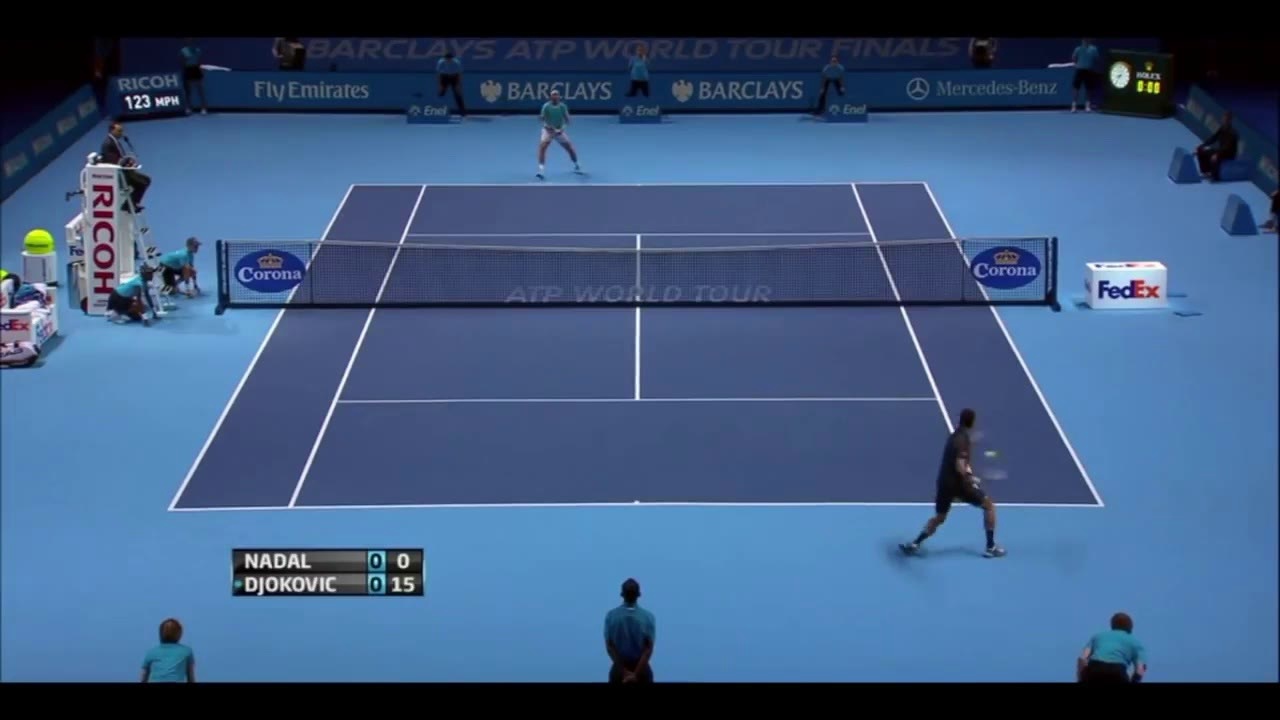 BARCLAYS ATP WORLD TOUR FINALS
RICOH
123 MPH
Fly Emirates
BARCLAYS
BARCLAYS
Mercedes-Benz
ROLEX
0:00
Enel
Enel
Enel
RICOH
Corona
Corona
ATP WORLD TOUR
FedEx
FedEx
NADAL 0 0
DJOKOVIC 0 15